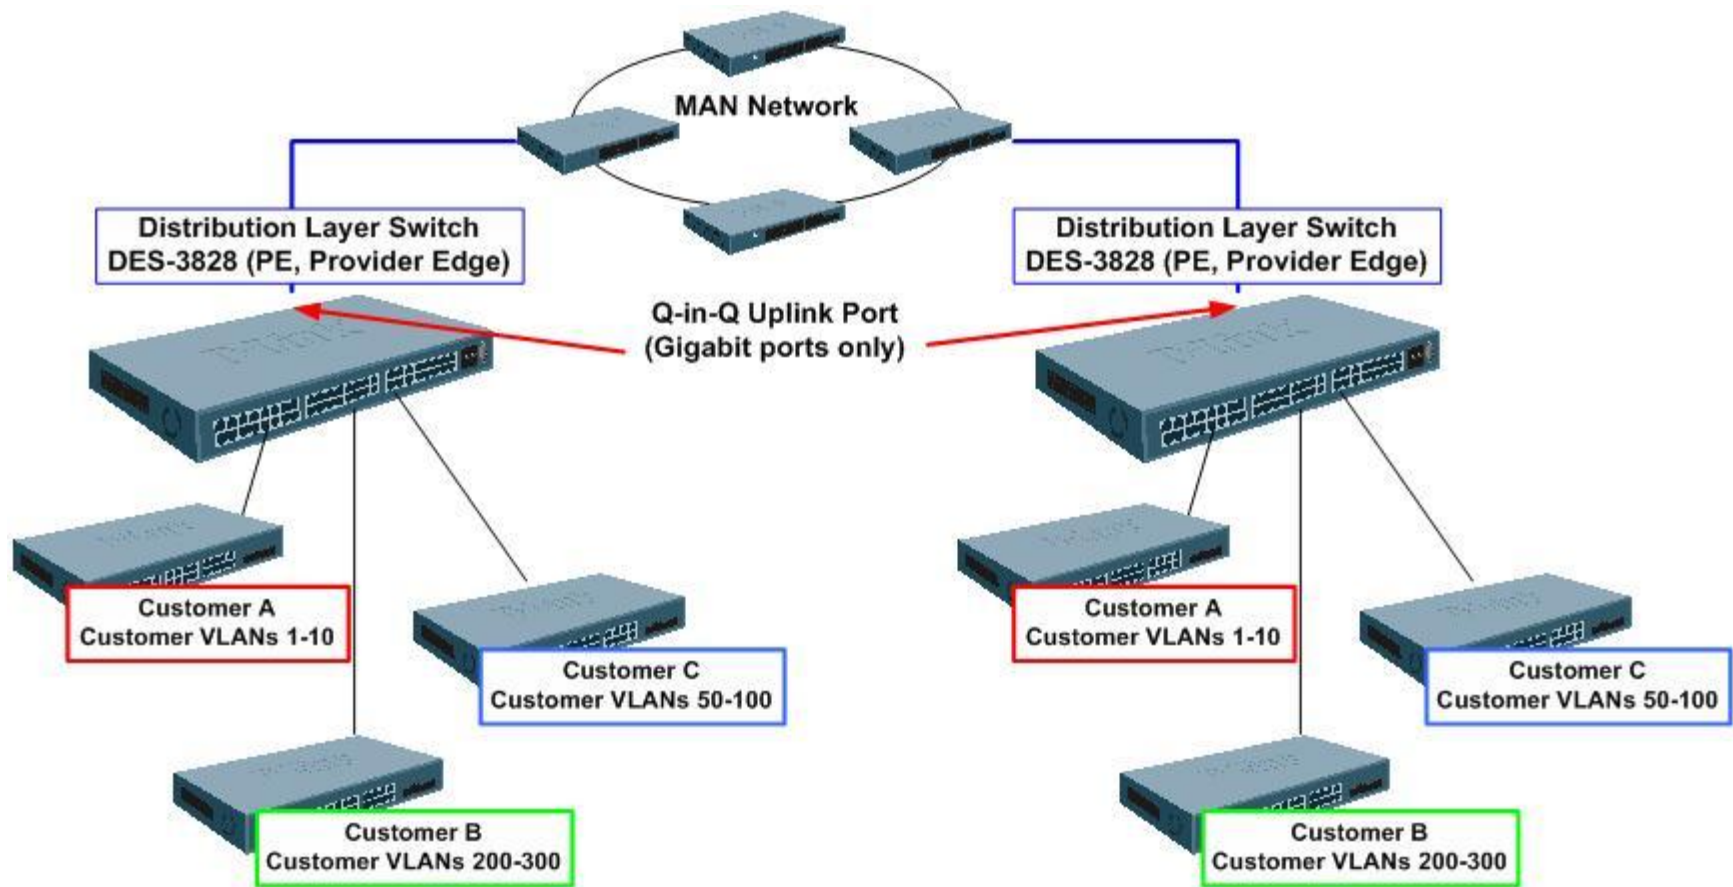 MAN Network
Distribution Layer Switch
DES-3828 (PE, Provider Edge)
Distribution Layer Switch
DES-3828 (PE, Provider Edge)
Q-in-Q Uplink Port
(Gigabit ports only)
Customer A
Customer VLANs 1-10
Customer C
Customer VLANs 50-100
Customer B
Customer VLANs 200-300
Customer A
Customer VLANs 1-10
Customer C
Customer VLANs 50-100
Customer B
Customer VLANs 200-300